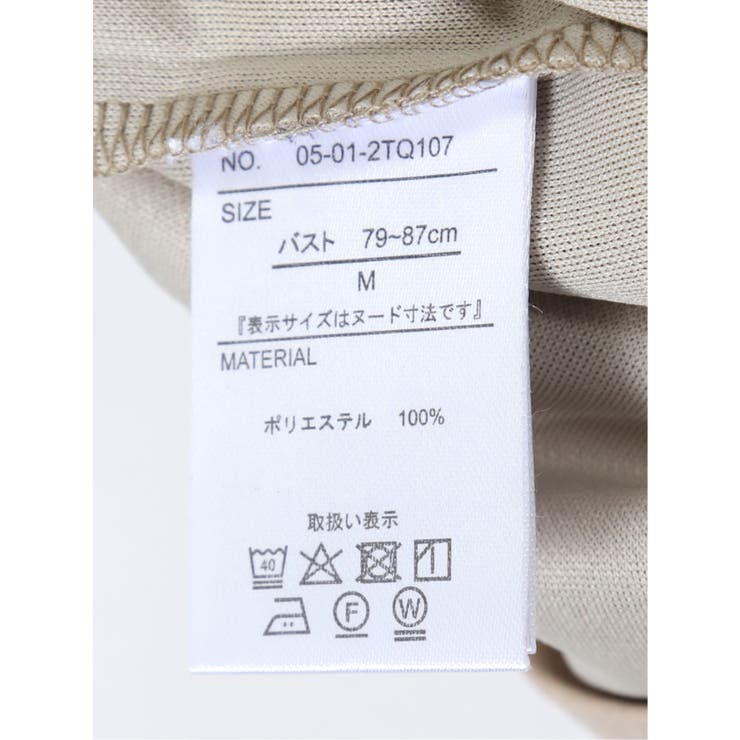 NO. 05-01-2TQ107
SIZE
バスト 79~87cm
M
『表示サイズはヌード寸法です』
MATERIAL
ポリエステル 100%
取扱い表示
40
F W